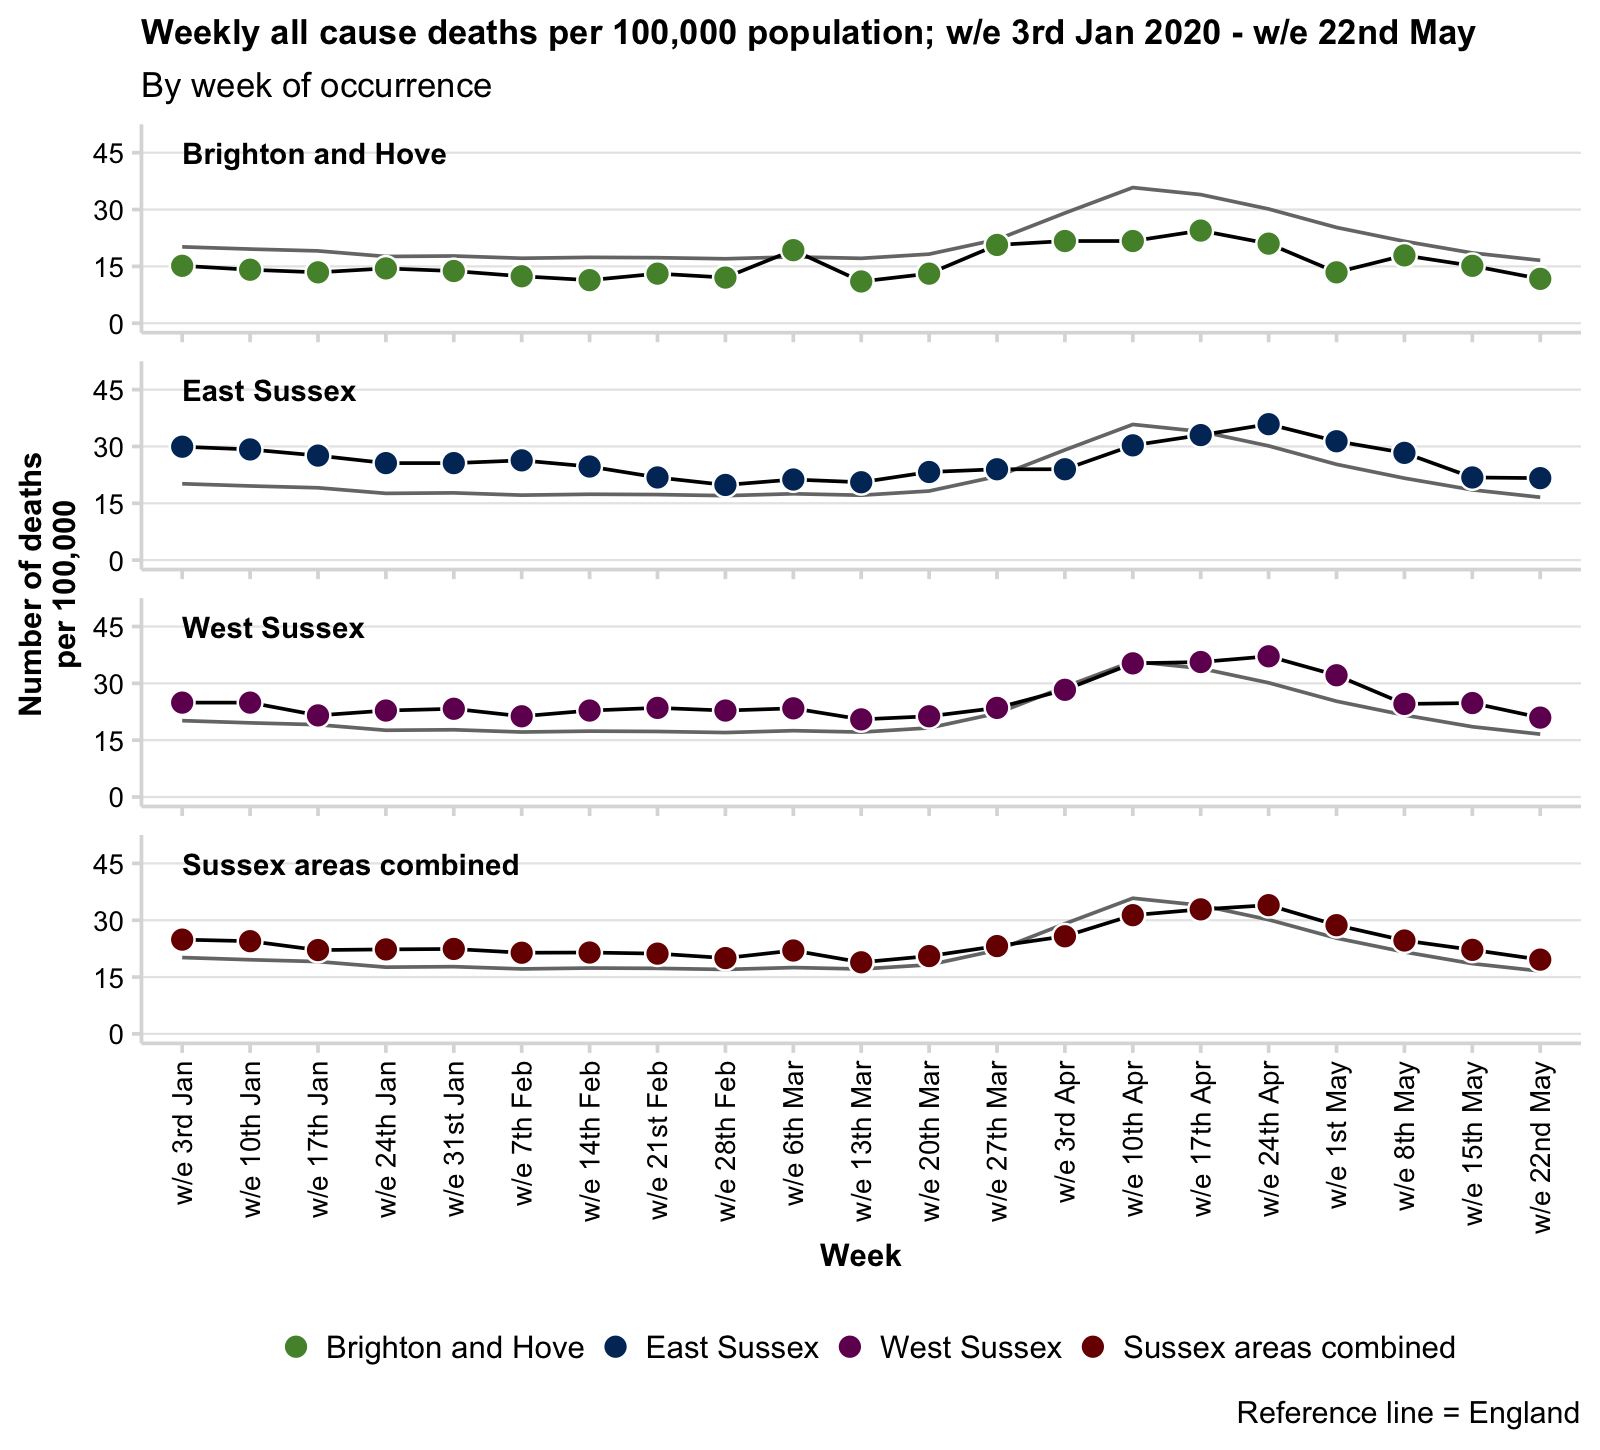 Weekly all cause deaths per 100,000 population; w/e 3rd Jan 2020 - w/e 22nd May
By week of occurrence
Number of deaths
per 100,000
Brighton and Hove
45
30
15
0
East Sussex
45
30
15
0
West Sussex
45
30
15
0
Sussex areas combined
45
30
15
0
w/e 3rd Jan
w/e 10th Jan
w/e 17th Jan
w/e 24th Jan
w/e 31st Jan
w/e 7th Feb
w/e 14th Feb
w/e 21st Feb
w/e 28th Feb
w/e 6th Mar
w/e 13th Mar
w/e 20th Mar
w/e 27th Mar
w/e 3rd Apr
w/e 10th Apr
w/e 17th Apr
w/e 24th Apr
w/e 1st May
w/e 8th May
w/e 15th May
w/e 22nd May
Week
Brighton and Hove
East Sussex
West Sussex
Sussex areas combined
Reference line = England